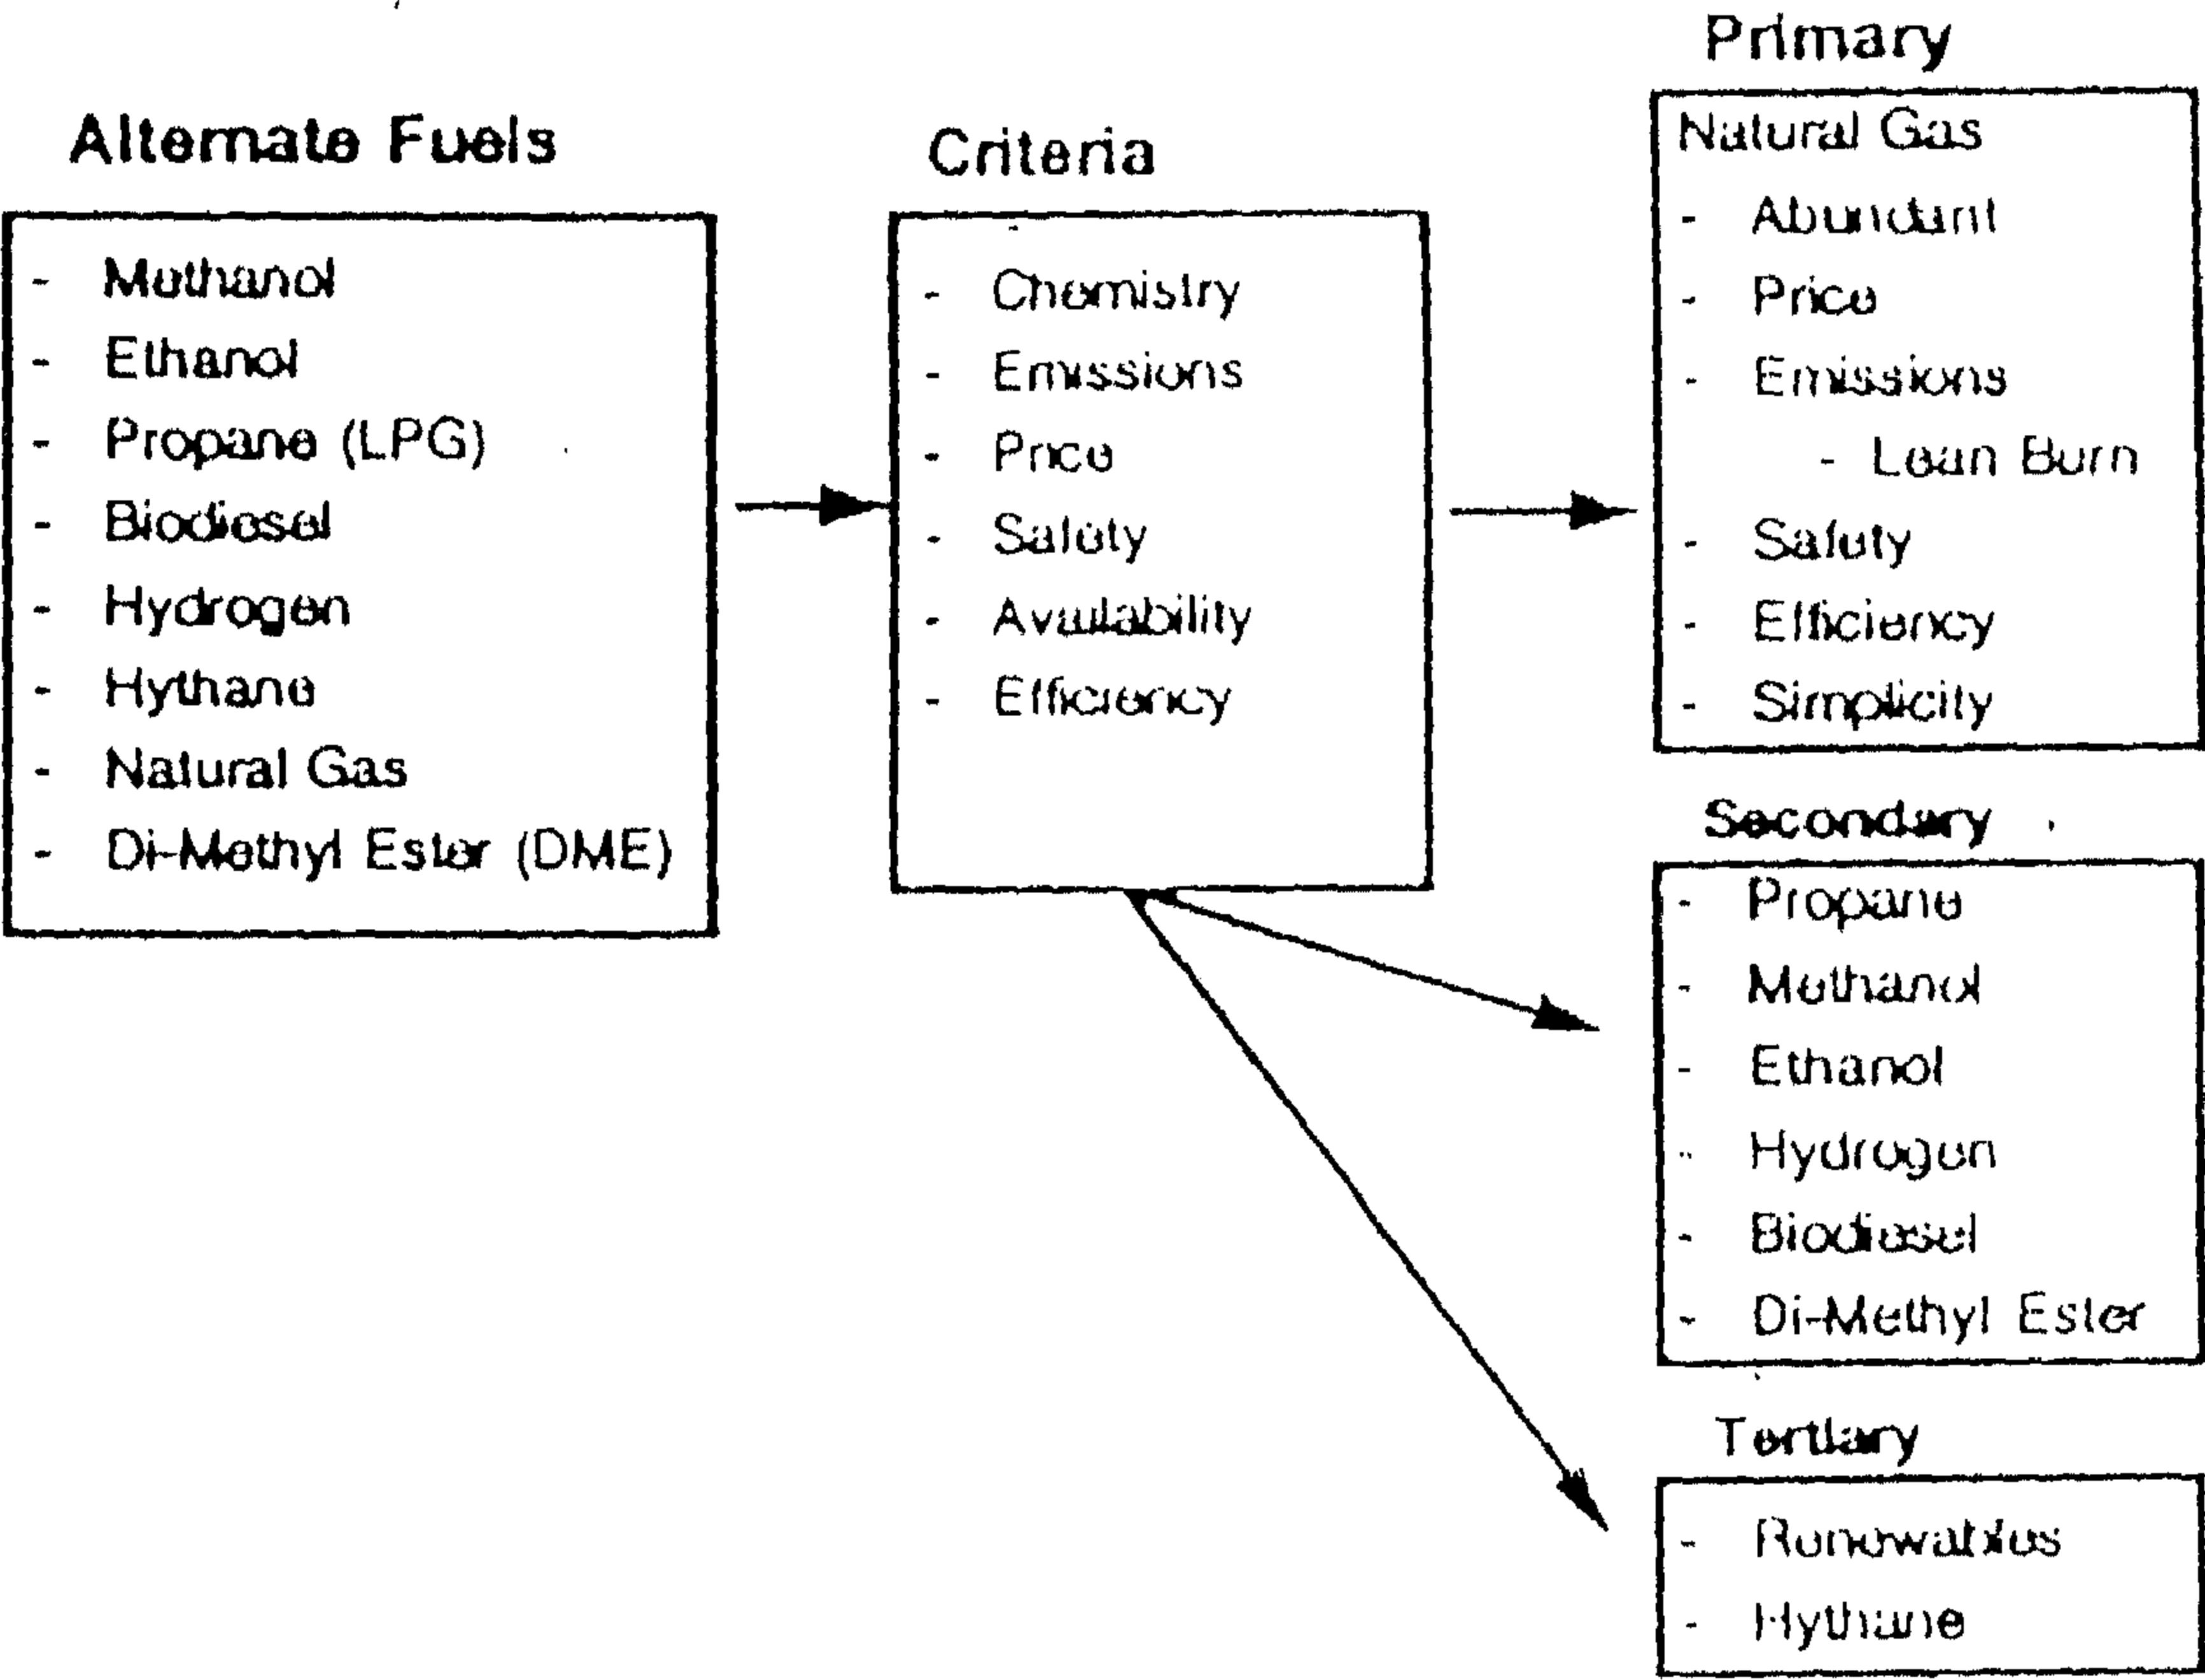 Alternate Fuels
- Methanol
- Ethanol
- Propane (LPG)
- Biodiesel
- Hydrogen
- Hythane
- Natural Gas
- Di-Methyl Ester (DME)
Criteria
- Chemistry
- Emissions
- Price
- Safety
- Availability
- Efficiency
Primary
Natural Gas
- Abundant
- Price
- Emissions
- Lean Burn
- Safety
- Efficiency
- Simplicity
Secondary
- Propane
- Methanol
- Ethanol
- Hydrogen
- Biodiesel
- Di-Methyl Ester
Tertiary
- Renewables
- Hythane